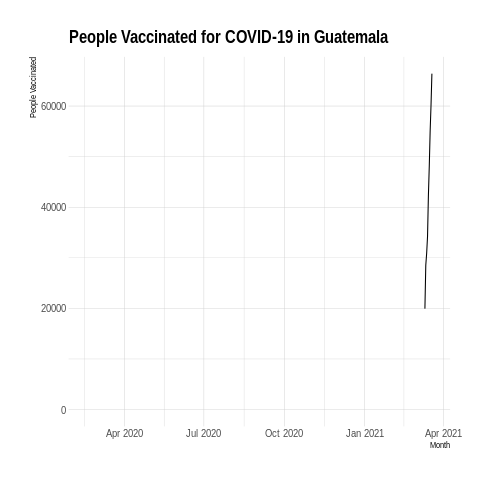 People Vaccinated for COVID-19 in Guatemala
People Vaccinated
60000
40000
20000
0
Apr 2020 Jul 2020 Oct 2020 Jan 2021 Apr 2021
Month